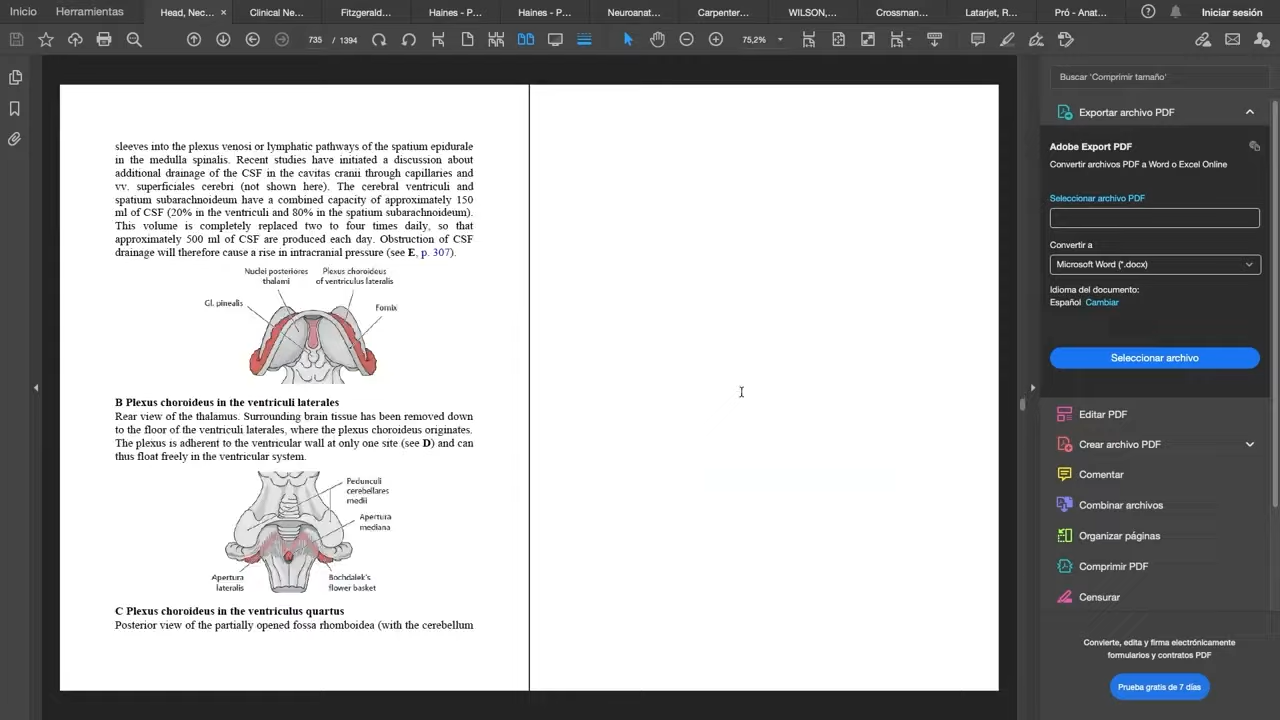 Inicio
Herramientas
Head, Nec...
×
Clinical Ne...
Fitzgerald...
Haines - P...
Haines - P...
Neuroanat...
Carpenter...
WILSON,...
Crossman...
Latarjet, R...
Pró - Anat...
Iniciar sesión
735 / 1394
75,2%
sleeves into the plexus venosi or lymphatic pathways of the spatium epidurale
in the medulla spinalis. Recent studies have initiated a discussion about
additional drainage of the CSF in the cavitas cranii through capillaries and
vv. superficiales cerebri (not shown here). The cerebral ventriculi and
spatium subarachnoideum have a combined capacity of approximately 150
ml of CSF (20% in the ventriculi and 80% in the spatium subarachnoideum).
This volume is completely replaced two to four times daily, so that
approximately 500 ml of CSF are produced each day. Obstruction of CSF
drainage will therefore cause a rise in intracranial pressure (see E, p. 307).
Nuclei posteriores
thalami
Plexus choroideus
of ventriculus lateralis
Gl. pinealis
Fornix
B Plexus choroideus in the ventriculi laterales
Rear view of the thalamus. Surrounding brain tissue has been removed down
to the floor of the ventriculi laterales, where the plexus choroideus originates.
The plexus is adherent to the ventricular wall at only one site (see D) and can
thus float freely in the ventricular system.
Pedunculi
cerebellares
medii
Apertura
mediana
Apertura
lateralis
Bochdalek's
flower basket
C Plexus choroideus in the ventriculus quartus
Posterior view of the partially opened fossa rhomboidea (with the cerebellum
Buscar 'Comprimir tamaño'
Exportar archivo PDF
Adobe Export PDF
Convertir archivos PDF a Word o Excel Online
Seleccionar archivo PDF
Convertir a
Microsoft Word (*.docx)
Idioma del documento:
Español Cambiar
Seleccionar archivo
Editar PDF
Crear archivo PDF
Comentar
Combinar archivos
Organizar páginas
Comprimir PDF
Censurar
Convierte, edita y firma electrónicamente
formularios y contratos PDF
Prueba gratis de 7 días